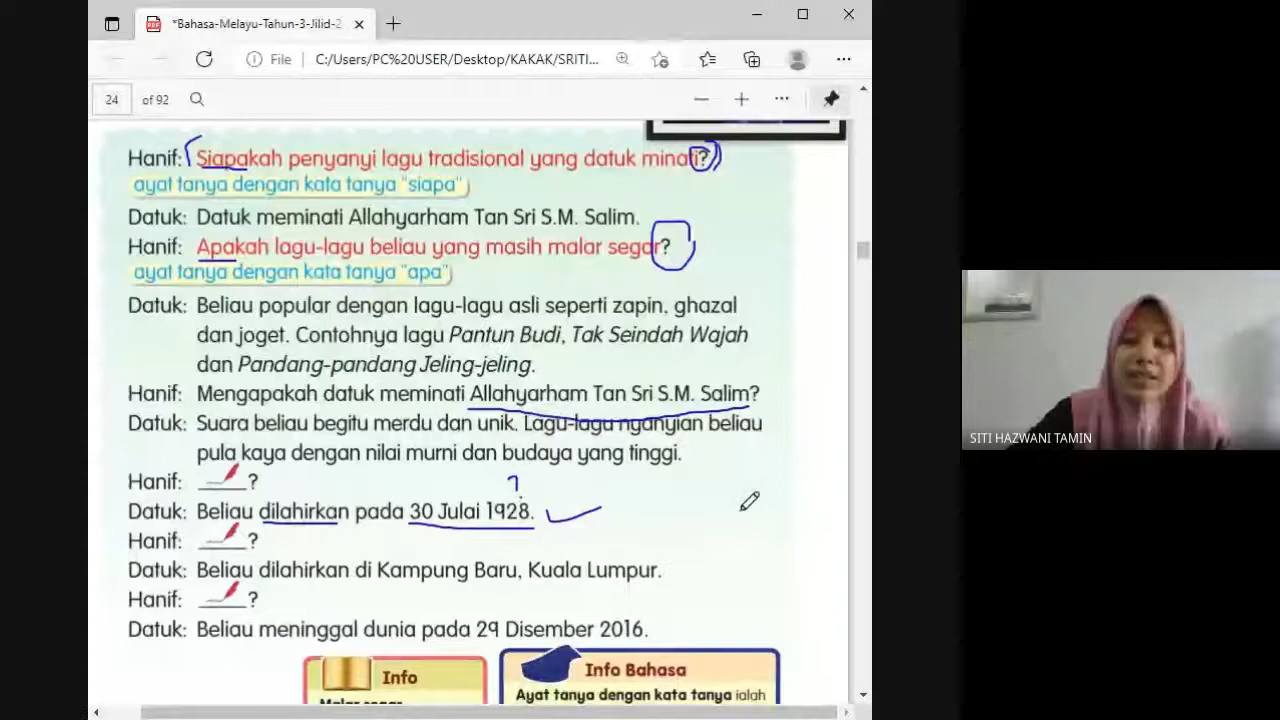 *Bahasa-Melayu-Tahun-3-Jilid-2
File
C:/Users/PC%20USER/Desktop/KAKAK/SRITI...
24 of 92
Hanif: Siapakah penyanyi lagu tradisional yang datuk minati?
ayat tanya dengan kata tanya "siapa"
Datuk: Datuk meminati Allahyarham Tan Sri S.M. Salim.
Hanif: Apakah lagu-lagu beliau yang masih malar segar?
ayat tanya dengan kata tanya "apa"
Datuk: Beliau popular dengan lagu-lagu asli seperti zapin, ghazal
dan joget. Contohnya lagu Pantun Budi, Tak Seindah Wajah
dan Pandang-pandang Jeling-jeling.
Hanif: Mengapakah datuk meminati Allahyarham Tan Sri S.M. Salim?
Datuk: Suara beliau begitu merdu dan unik. Lagu-lagu nyanyian beliau
pula kaya dengan nilai murni dan budaya yang tinggi.
Hanif: ?
Datuk: Beliau dilahirkan pada 30 Julai 1928.
Hanif: ?
Datuk: Beliau dilahirkan di Kampung Baru, Kuala Lumpur.
Hanif: ?
Datuk: Beliau meninggal dunia pada 29 Disember 2016.
Info
Malar segar
Info Bahasa
Ayat tanya dengan kata tanya ialah
SITI HAZWANI TAMIN